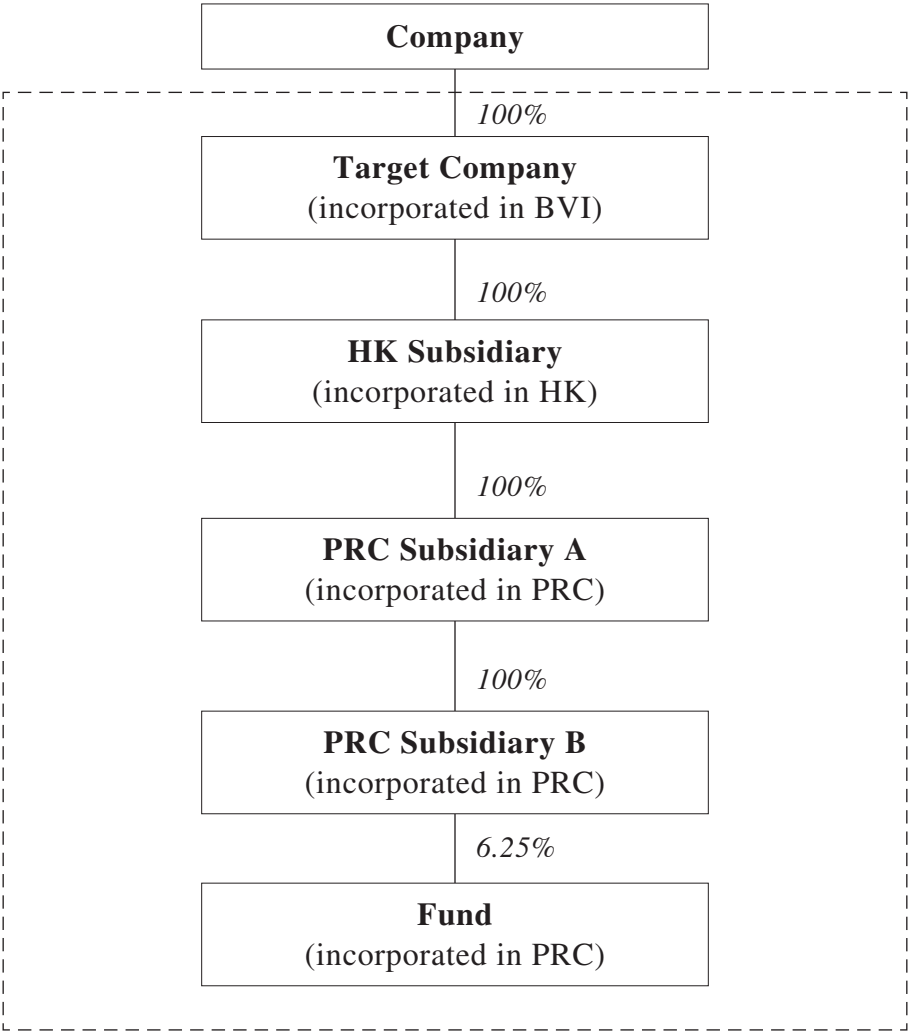 Company
100%
Target Company
(incorporated in BVI)
100%
HK Subsidiary
(incorporated in HK)
100%
PRC Subsidiary A
(incorporated in PRC)
100%
PRC Subsidiary B
(incorporated in PRC)
6.25%
Fund
(incorporated in PRC)